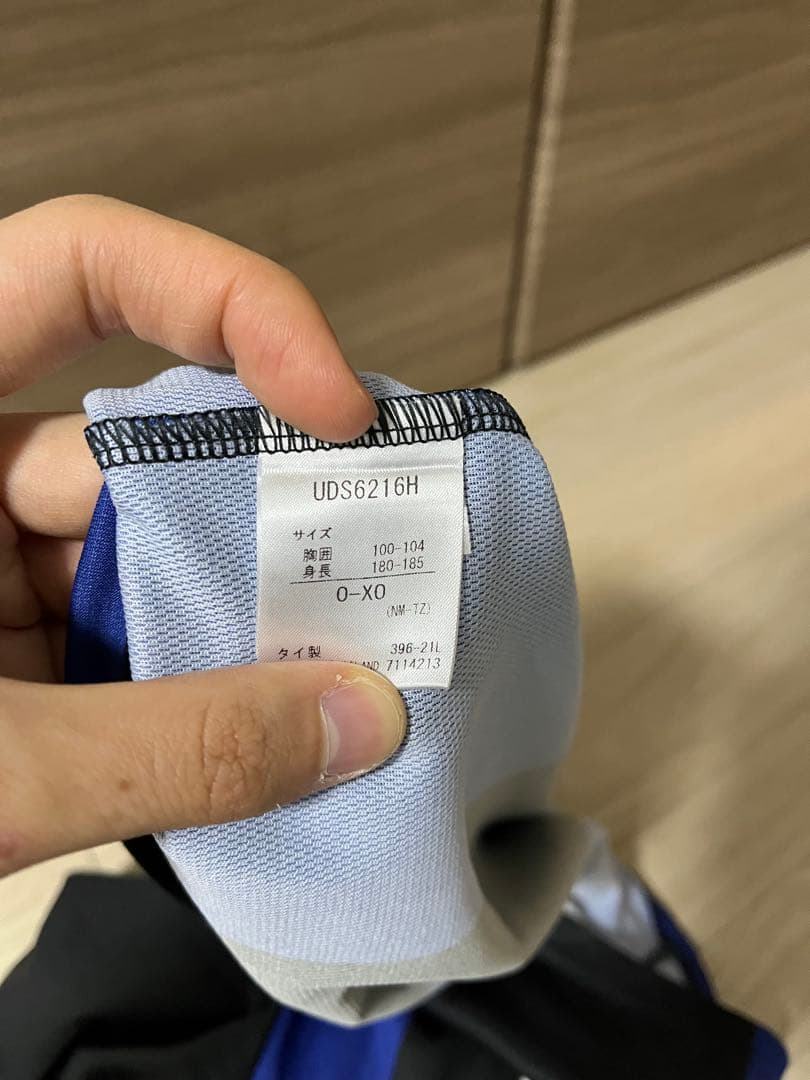 UDS6216H
サイズ
胸囲 100-104
身長 180-185
O-XO
(NM-TZ)
タイ製 396-21L
7114213